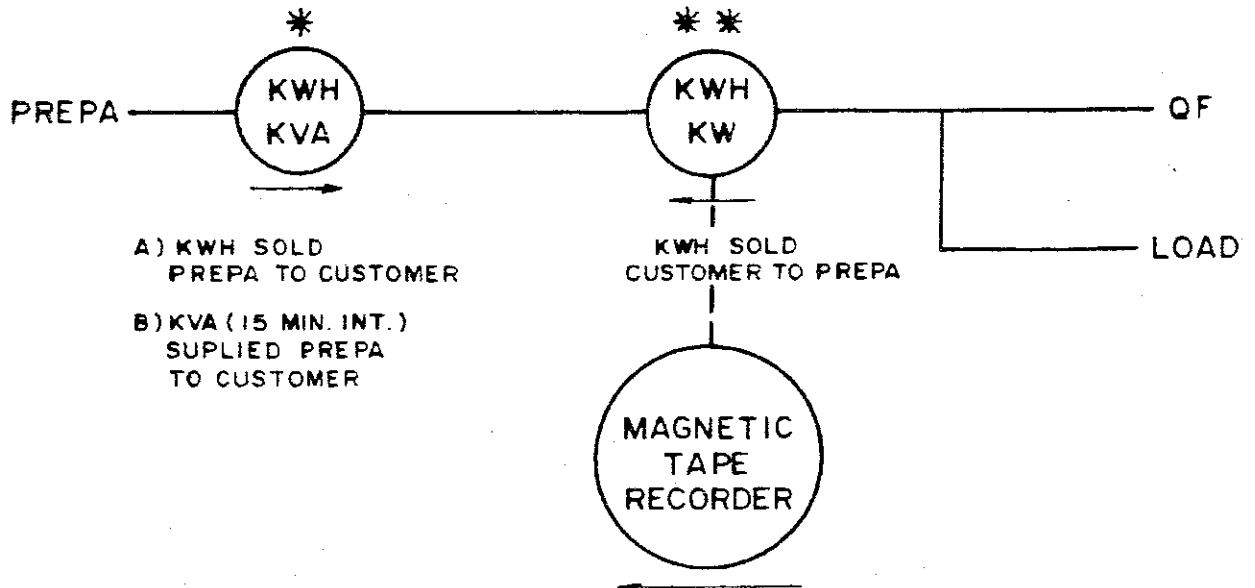 * * *
PREPA
KWH
KVA
KWH
KW
QF
LOAD
A) KWH SOLD
PREPA TO CUSTOMER
B) KVA (15 MIN. INT.)
SUPLIED PREPA
TO CUSTOMER
KWH SOLD
CUSTOMER TO PREPA
MAGNETIC
TAPE
RECORDER